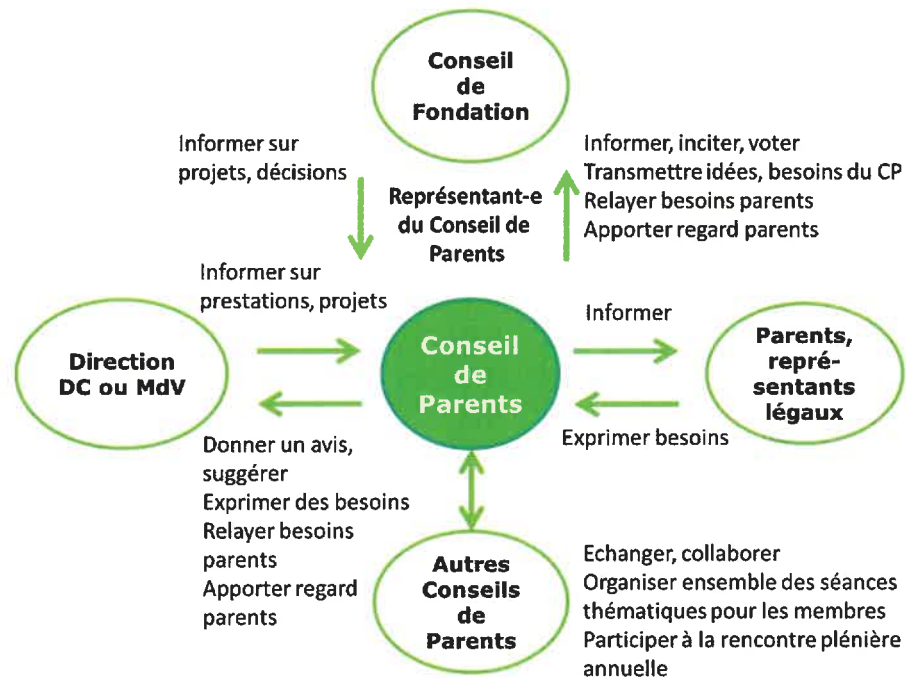 Conseil
de
Fondation
Informer sur
projets, décisions
Informer, inciter, voter
Transmettre idées, besoins du CP
Relayer besoins parents
Apporter regard parents
Représentant-e
du Conseil de
Parents
Informer sur
prestations, projets
Informer
Direction
DC ou MdV
Conseil
de
Parents
Parents,
repré-
sentants
légaux
Exprimer besoins
Donner un avis,
suggérer
Exprimer des besoins
Relayer besoins
parents
Apporter regard
parents
Autres
Conseils
de
Parents
Echanger, collaborer
Organiser ensemble des séances
thématiques pour les membres
Participer à la rencontre plénière
annuelle